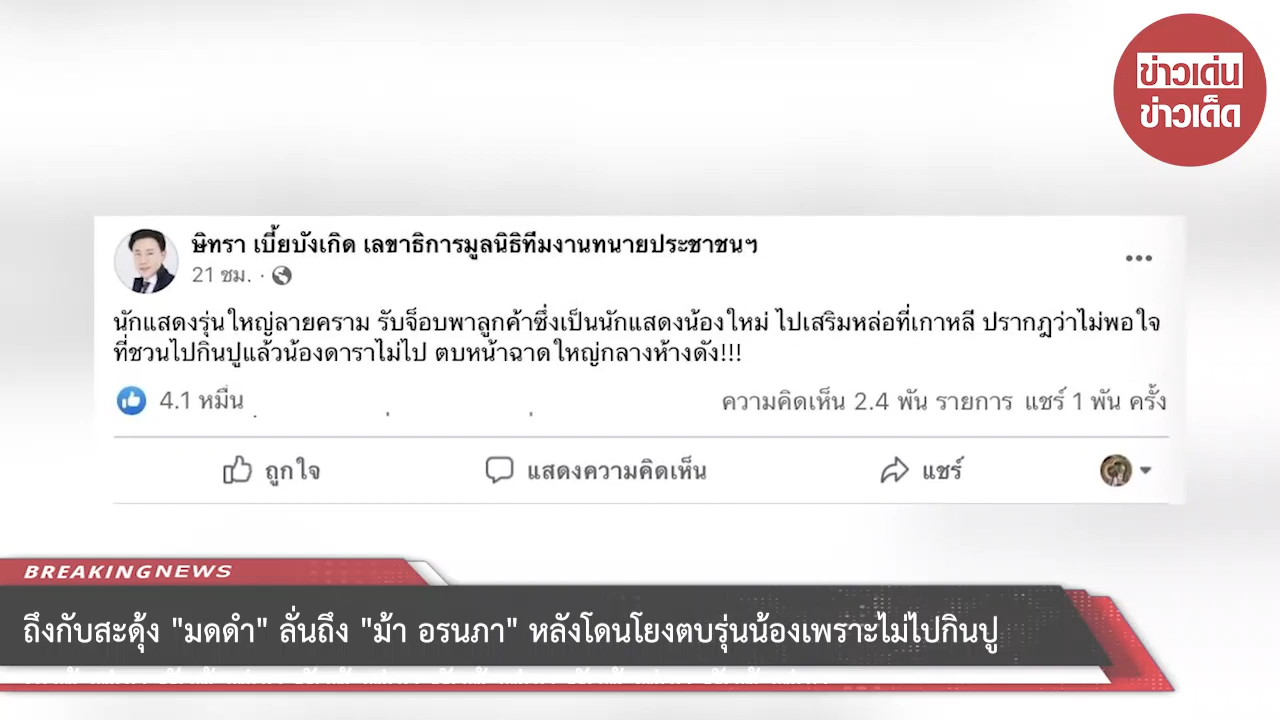 ข่าวเด่น
ข่าวเด็ด
ษิทรา เบี้ยบังเกิด เลขาธิการมูลนิธิทีมงานทนายประชาชนฯ
21 ชม. ·
นักแสดงรุ่นใหญ่ลายคราม รับจ็อบพาลูกค้าซึ่งเป็นนักแสดงน้องใหม่ ไปเสริมหล่อที่เกาหลี ปรากฎว่าไม่พอใจ
ที่ชวนไปกินปูแล้วน้องดาราไม่ไป ตบหน้าฉาดใหญ่กลางห้างดัง!!!
4.1 หมื่น ความคิดเห็น 2.4 พัน รายการ แชร์ 1 พัน ครั้ง
ถูกใจ แสดงความคิดเห็น แชร์
BREAKINGNEWS
ถึงกับสะดุ้ง "มดดำ" ลั่นถึง "ม้า อรนภา" หลังโดนโยงตบรุ่นน้องเพราะไม่ไปกินปู